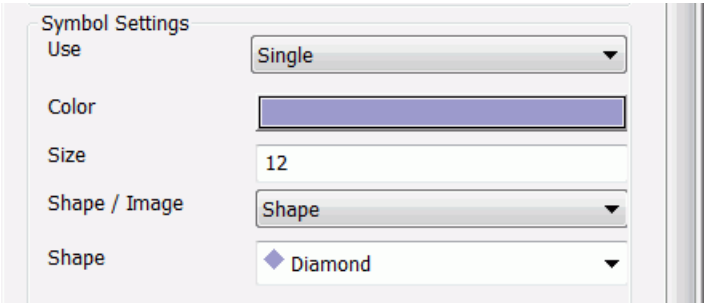 Symbol Settings
Use Single
Color
Size 12
Shape / Image Shape
Shape Diamond